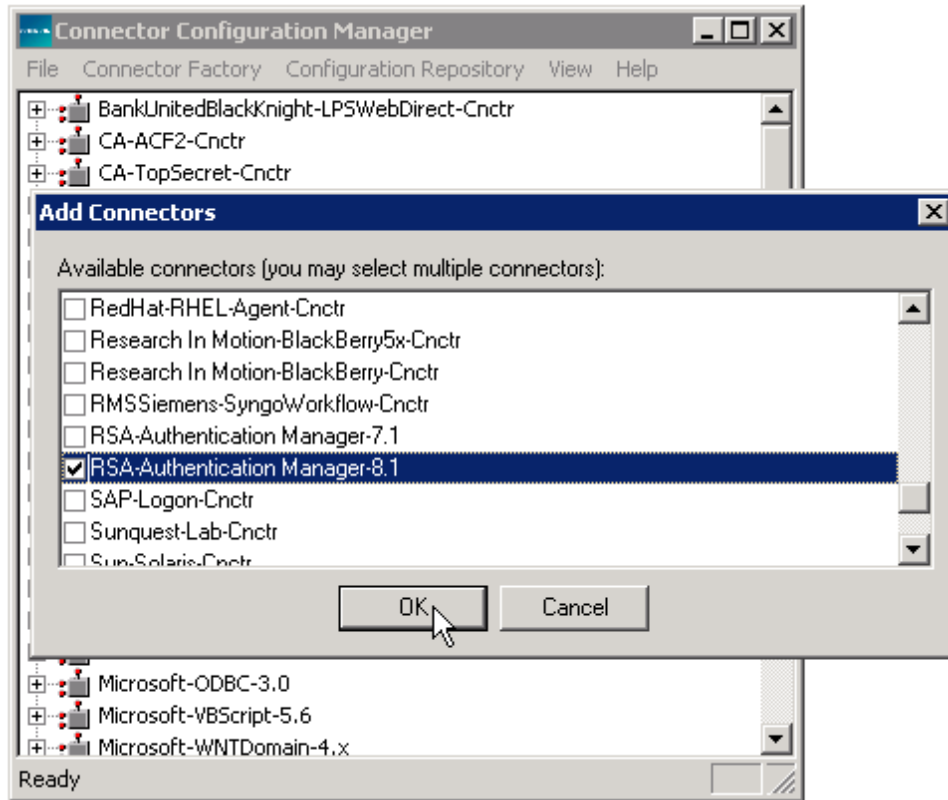 Connector Configuration Manager
File Connector Factory Configuration Repository View Help
BankUnitedBlackKnight-LPSWebDirect-Cnctr
CA-ACF2-Cnctr
CA-TopSecret-Cnctr
Add Connectors
Available connectors (you may select multiple connectors):
RedHat-RHEL-Agent-Cnctr
Research In Motion-BlackBerry5x-Cnctr
Research In Motion-BlackBerry-Cnctr
RMSSiemens-SyngoWorkflow-Cnctr
RSA-Authentication Manager-7.1
RSA-Authentication Manager-8.1
SAP-Logon-Cnctr
Sunquest-Lab-Cnctr
Sun-Solaris-Cnctr
OK Cancel
Microsoft-ODBC-3.0
Microsoft-VBScript-5.6
Microsoft-WNTDomain-4.x
Ready